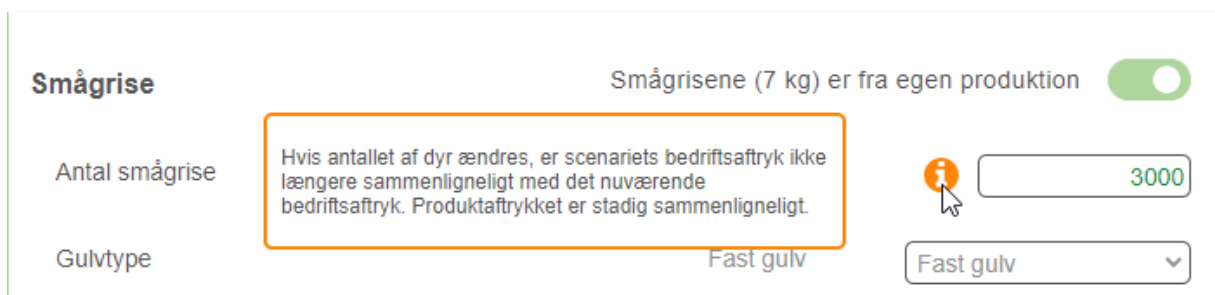 Smågrise
Smågrisene (7 kg) er fra egen produktion
Antal smågrise
Hvis antallet af dyr ændres, er scenariets bedriftsaftryk ikke
længere sammenligneligt med det nuværende
bedriftsaftryk. Produktaftrykket er stadig sammenligneligt.
3000
Gulvtype
Fast gulv
Fast gulv